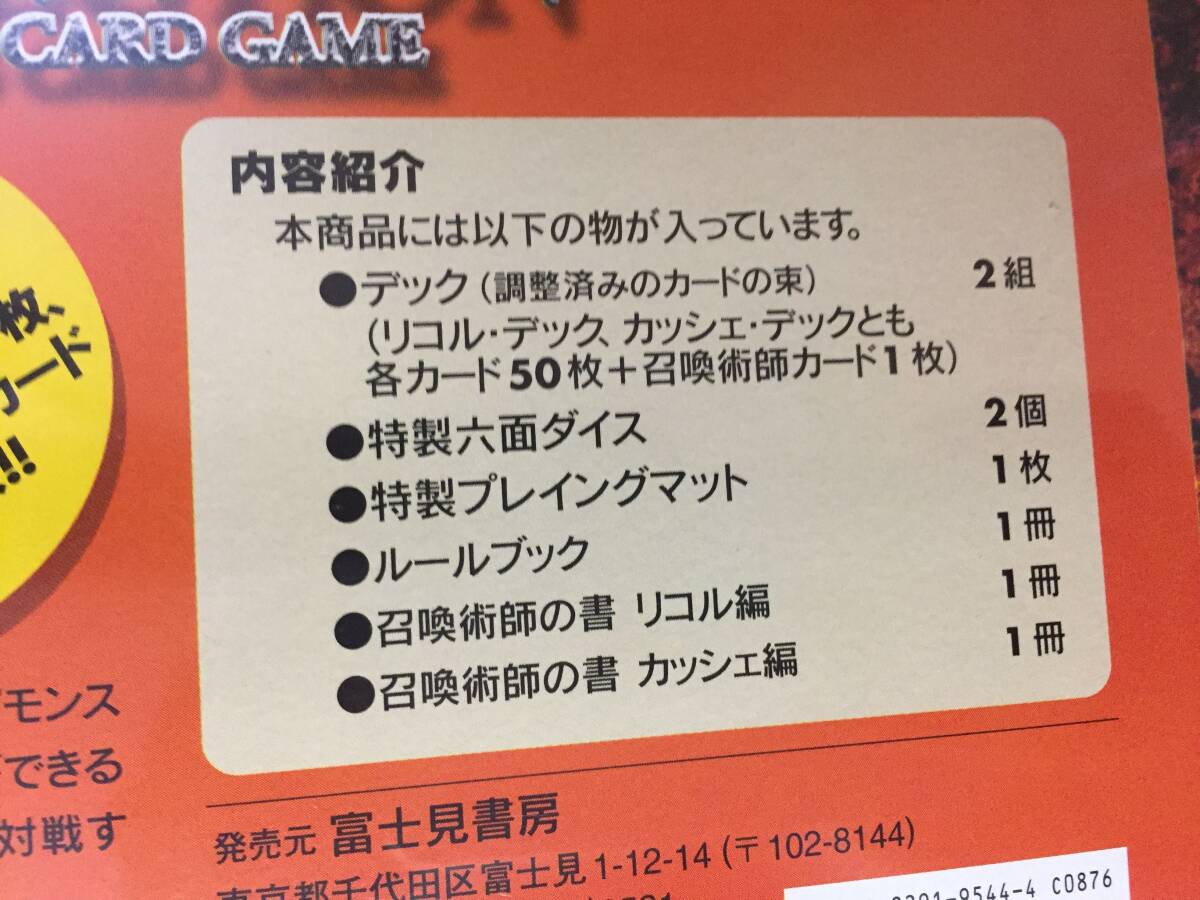 CARD GAME
内容紹介
本商品には以下の物が入っています。
●デック（調整済みのカードの束） 2組
（リコル・デック、カッシェ・デックとも
各カード50枚＋召喚術師カード1枚）
●特製六面ダイス 2個
●特製プレイングマット 1枚
●ルールブック 1冊
●召喚術師の書 リコル編 1冊
●召喚術師の書 カッシェ編 1冊
枚、
カード
!!
モンス
できる
対戦す
発売元 富士見書房
東京都千代田区富士見1-12-14（〒102-8144）
9544-4 C0876